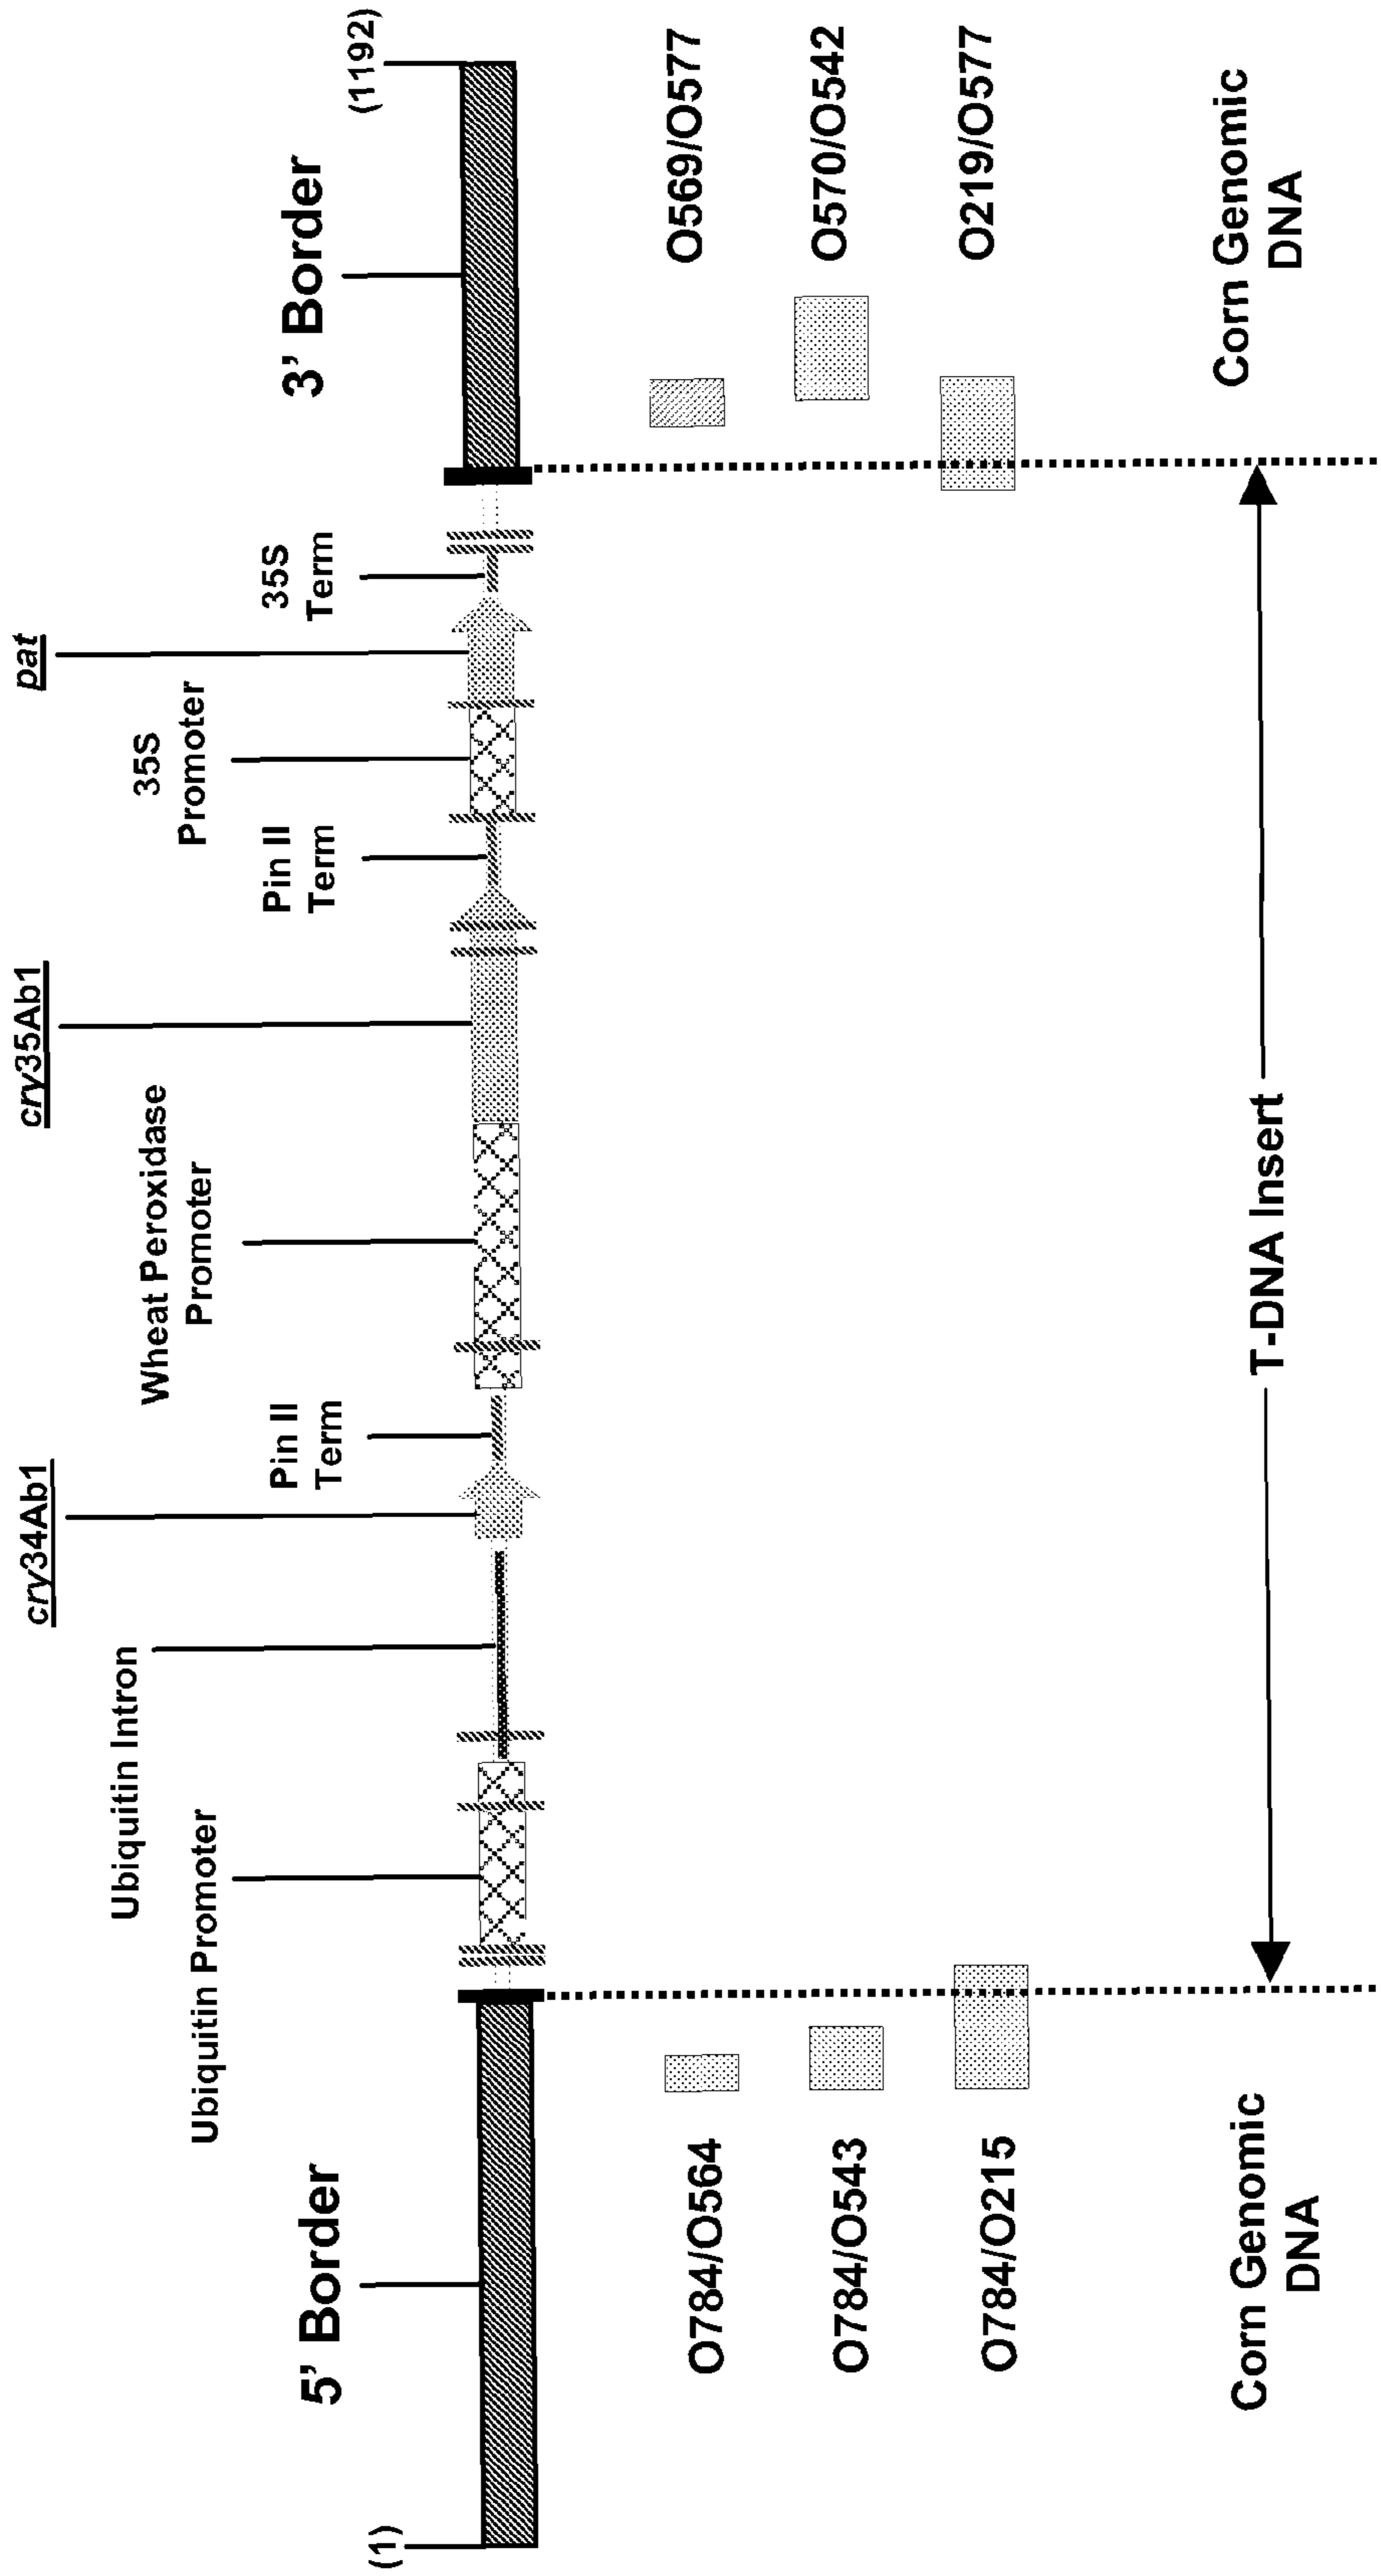 cry34Ab1
cry35Ab1
pat
Ubiquitin Intron
Ubiquitin Promoter
Wheat Peroxidase
Promoter
35S
Promoter
Pin II
Term
Pin II
Term
35S
Term
5' Border
3' Border
(1)
(1192)
O784/O564
O569/O577
O784/O543
O570/O542
O784/O215
O219/O577
Corn Genomic
DNA
T-DNA Insert
Corn Genomic
DNA